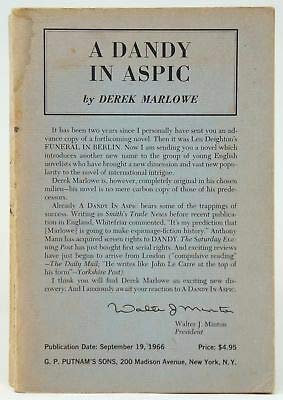 A DANDY
IN ASPIC
by DEREK MARLOWE
It has been two years since I personally have sent you an ad-
vance copy of a forthcoming novel. Then it was Len Deighton's
FUNERAL IN BERLIN. Now I am sending you a novel which
introduces another new name to the group of young English
novelists who have brought a new dimension and vast new popu-
larity to the novel of international intrigue.
Derek Marlowe is, however, completely original in his chosen
milieu—his novel is no mere carbon copy of those of his prede-
cessors.
Already A DANDY IN ASPIC bears some of the trappings of
success. Writing in Smith's Trade News before recent publication
in England, Whitefriar commented, "It's my prediction that
[Marlowe] is going to make espionage-fiction history." Anthony
Mann has acquired screen rights to DANDY. The Saturday Eve-
ning Post has just bought first serial rights. And exciting reviews
have just begun to arrive from London ("compulsive reading"
—The Daily Mail; "He writes like John Le Carre at the top
of his form"—Yorkshire Post)
I think you will find Derek Marlowe an exciting new dis-
covery. And I anxiously await your reaction to A DANDY IN ASPIC.
Walter J Minton
Walter J. Minton
President
Publication Date: September 19, 1966 Price: $4.95
G. P. PUTNAM'S SONS, 200 Madison Avenue, New York, N.Y.